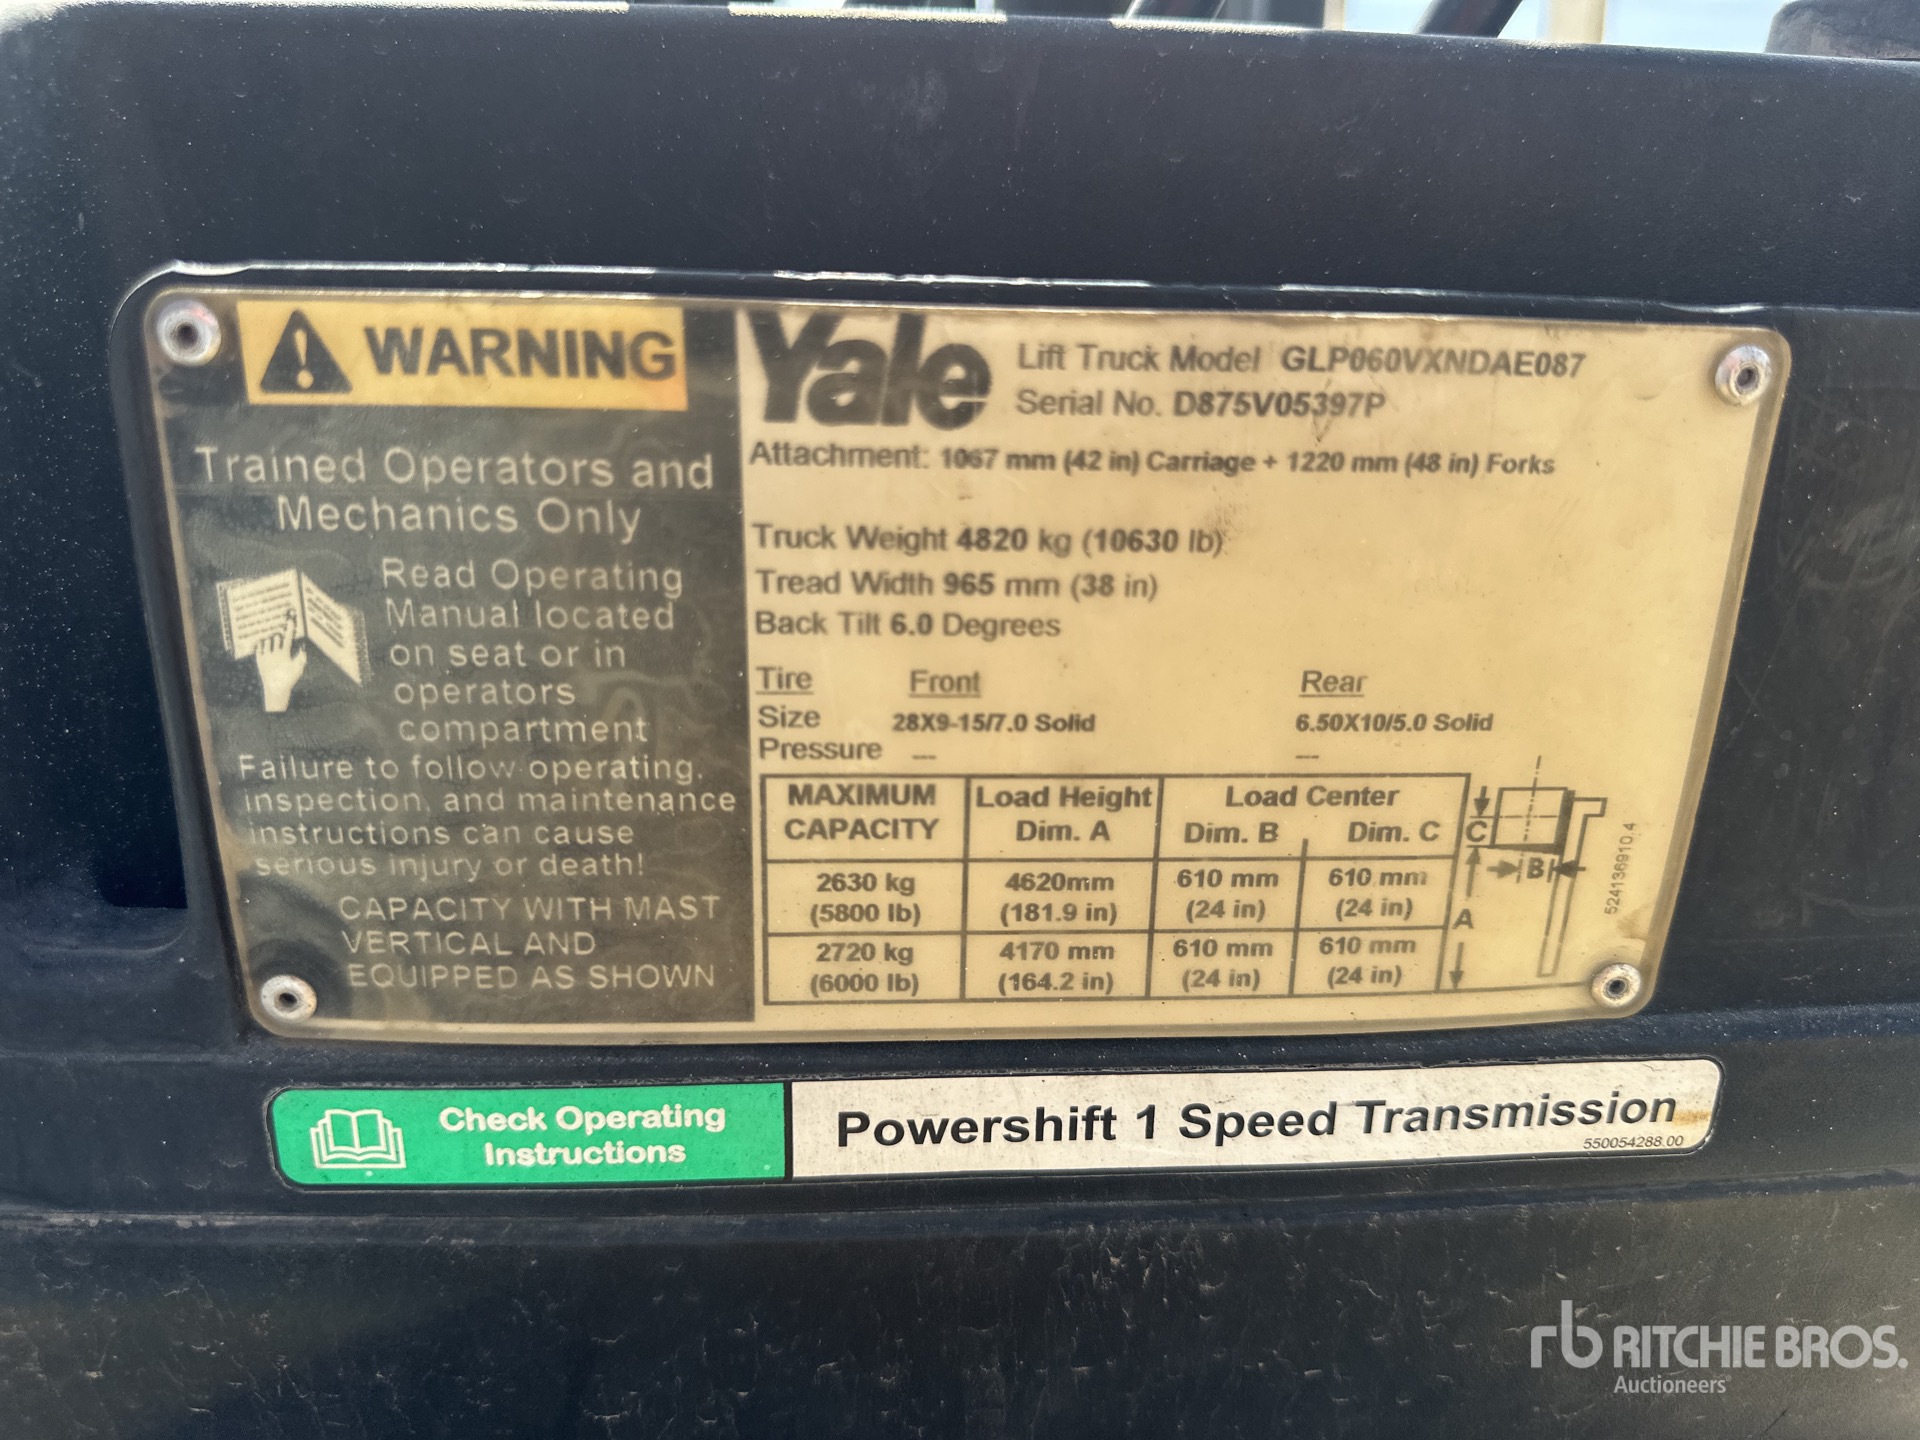 WARNING
Trained Operators and
Mechanics Only
Read Operating
Manual located
on seat or in
operators
compartment
Failure to follow operating,
inspection, and maintenance
instructions can cause
serious injury or death!
CAPACITY WITH MAST
VERTICAL AND
EQUIPPED AS SHOWN
Yale
Lift Truck Model GLP060VXNDAE087
Serial No. D875V05397P
Attachment: 1067 mm (42 in) Carriage + 1220 mm (48 in) Forks
Truck Weight 4820 kg (10630 lb)
Tread Width 965 mm (38 in)
Back Tilt 6.0 Degrees
Tire Front Rear
Size 28X9-15/7.0 Solid 6.50X10/5.0 Solid
Pressure --- ---
MAXIMUM Load Height Load Center
CAPACITY Dim. A Dim. B Dim. C
2630 kg 4620mm 610 mm 610 mm
(5800 lb) (181.9 in) (24 in) (24 in)
2720 kg 4170 mm 610 mm 610 mm
(6000 lb) (164.2 in) (24 in) (24 in)
C
B
A
524136910.4
Check Operating
Instructions
Powershift 1 Speed Transmission
550054288.00
rb RITCHIE BROS.
Auctioneers